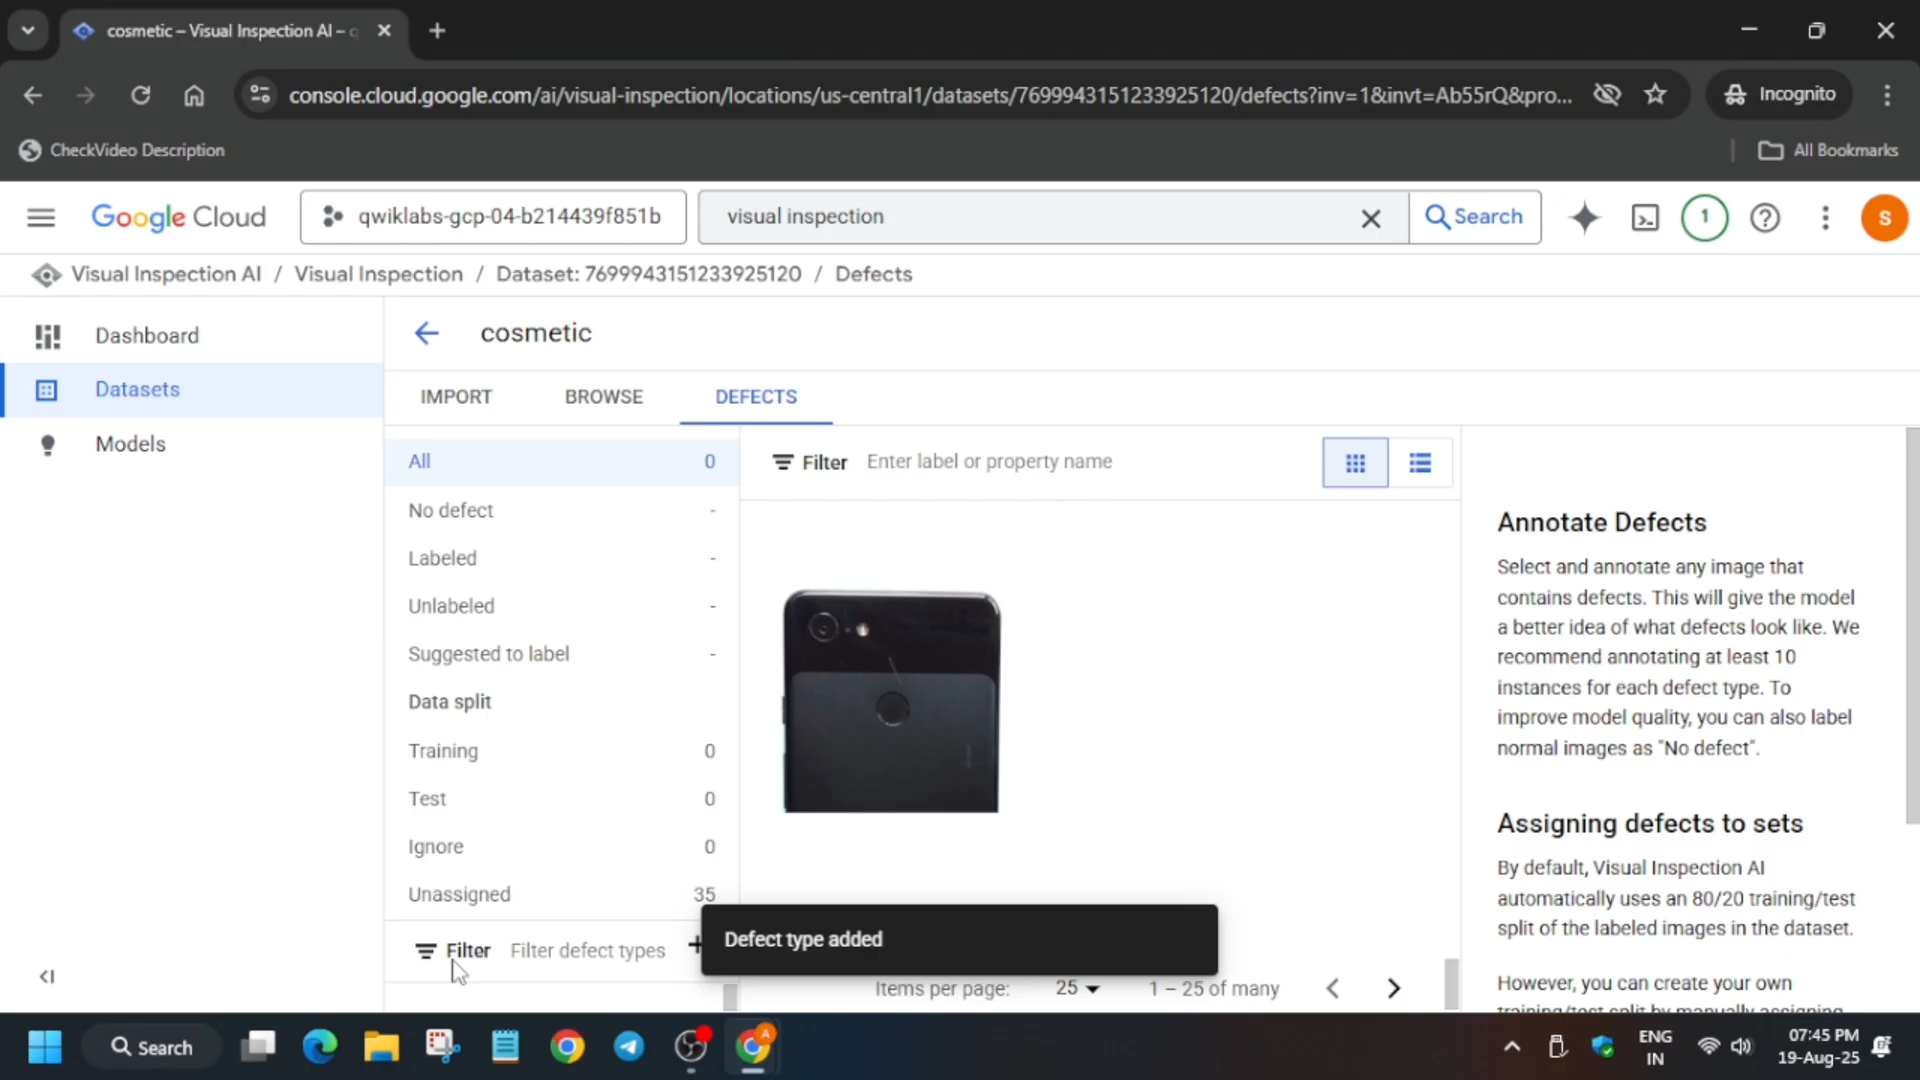 cosmetic – Visual Inspection AI –
console.cloud.google.com/ai/visual-inspection/locations/us-central1/datasets/7699943151233925120/defects?inv=1&invt=Ab55rQ&pro...
Incognito
CheckVideo Description
All Bookmarks
Google Cloud
qwiklabs-gcp-04-b214439f851b
visual inspection
Search
1
S
Visual Inspection AI / Visual Inspection / Dataset: 7699943151233925120 / Defects
Dashboard
Datasets
Models
cosmetic
IMPORT
BROWSE
DEFECTS
All 0
No defect -
Labeled -
Unlabeled -
Suggested to label -
Data split
Training 0
Test 0
Ignore 0
Unassigned 35
Filter Filter defect types
Filter Enter label or property name
Defect type added
Items per page: 25 1 – 25 of many
Annotate Defects
Select and annotate any image that
contains defects. This will give the model
a better idea of what defects look like. We
recommend annotating at least 10
instances for each defect type. To
improve model quality, you can also label
normal images as "No defect".
Assigning defects to sets
By default, Visual Inspection AI
automatically uses an 80/20 training/test
split of the labeled images in the dataset.
However, you can create your own
training/test split by manually assigning
Search
ENG
IN
07:45 PM
19-Aug-25